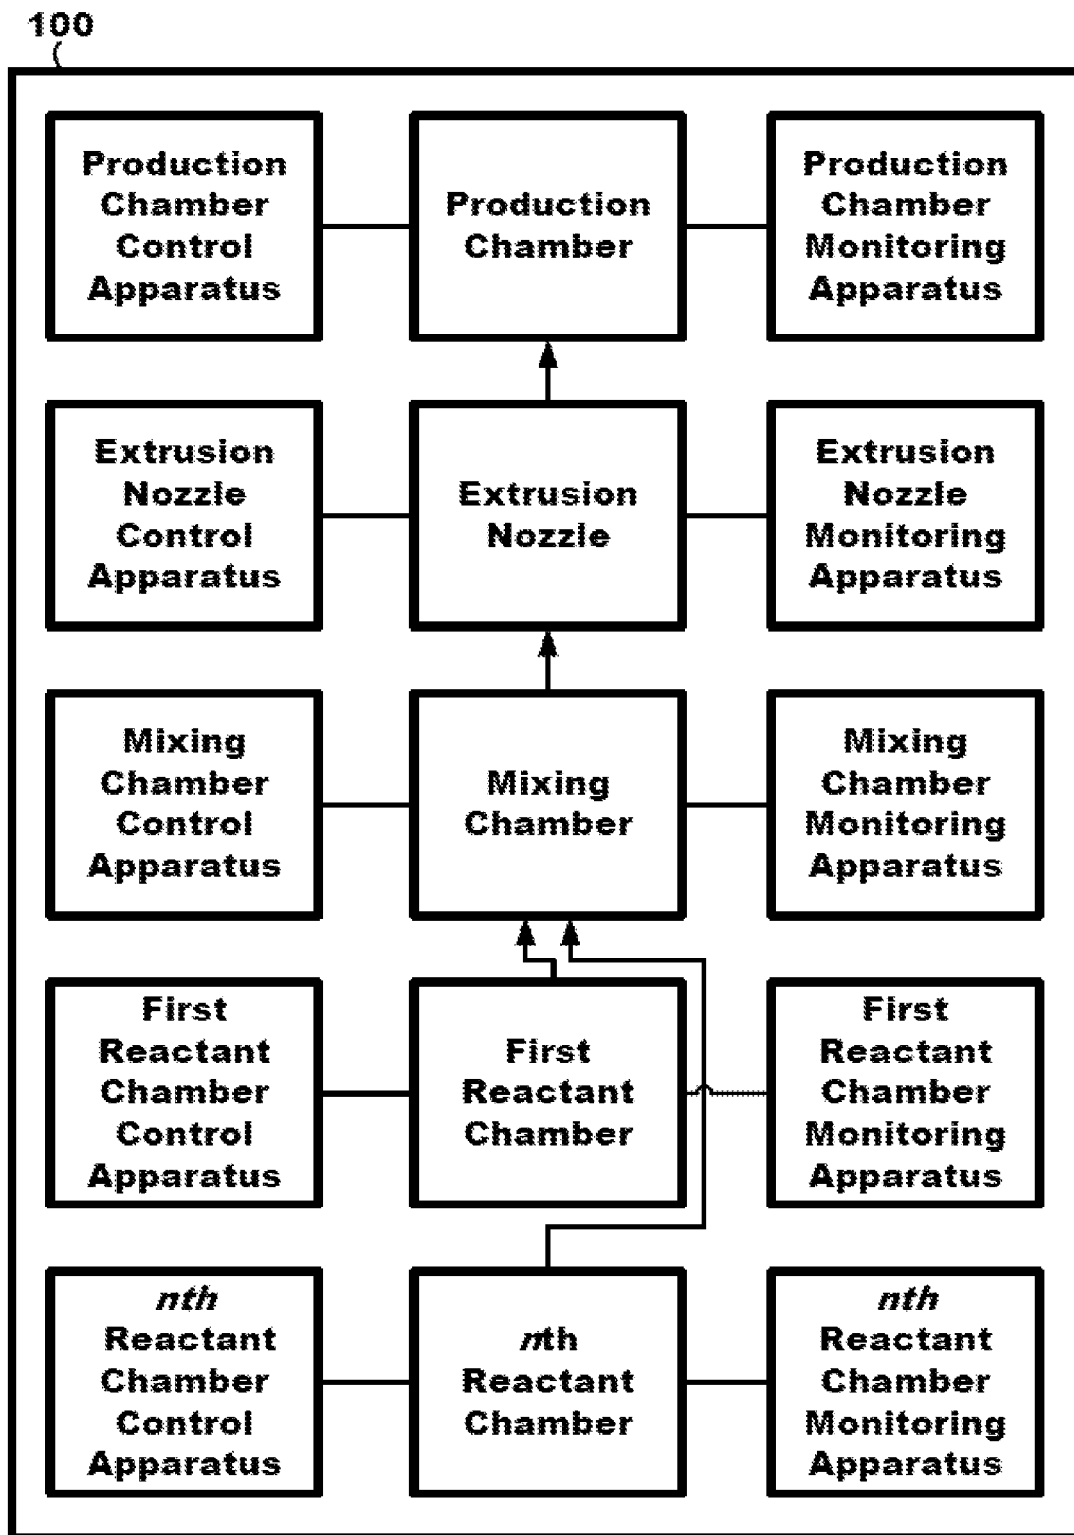 100
Production
Chamber
Control
Apparatus
Production
Chamber
Production
Chamber
Monitoring
Apparatus
Extrusion
Nozzle
Control
Apparatus
Extrusion
Nozzle
Extrusion
Nozzle
Monitoring
Apparatus
Mixing
Chamber
Control
Apparatus
Mixing
Chamber
Mixing
Chamber
Monitoring
Apparatus
First
Reactant
Chamber
Control
Apparatus
First
Reactant
Chamber
First
Reactant
Chamber
Monitoring
Apparatus
nth
Reactant
Chamber
Control
Apparatus
nth
Reactant
Chamber
nth
Reactant
Chamber
Monitoring
Apparatus